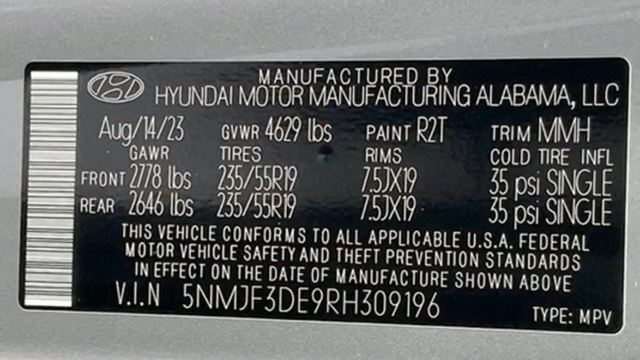 MANUFACTURED BY
HYUNDAI MOTOR MANUFACTURING ALABAMA, LLC
Aug/14/23 GVWR 4629 lbs PAINT R2T TRIM MMH
GAWR TIRES RIMS COLD TIRE INFL
FRONT 2778 lbs 235/55R19 7.5JX19 35 psi SINGLE
REAR 2646 lbs 235/55R19 7.5JX19 35 psi SINGLE
THIS VEHICLE CONFORMS TO ALL APPLICABLE U.S.A. FEDERAL
MOTOR VEHICLE SAFETY AND THEFT PREVENTION STANDARDS
IN EFFECT ON THE DATE OF MANUFACTURE SHOWN ABOVE
V.I.N 5NMJF3DE9RH309196 TYPE: MPV